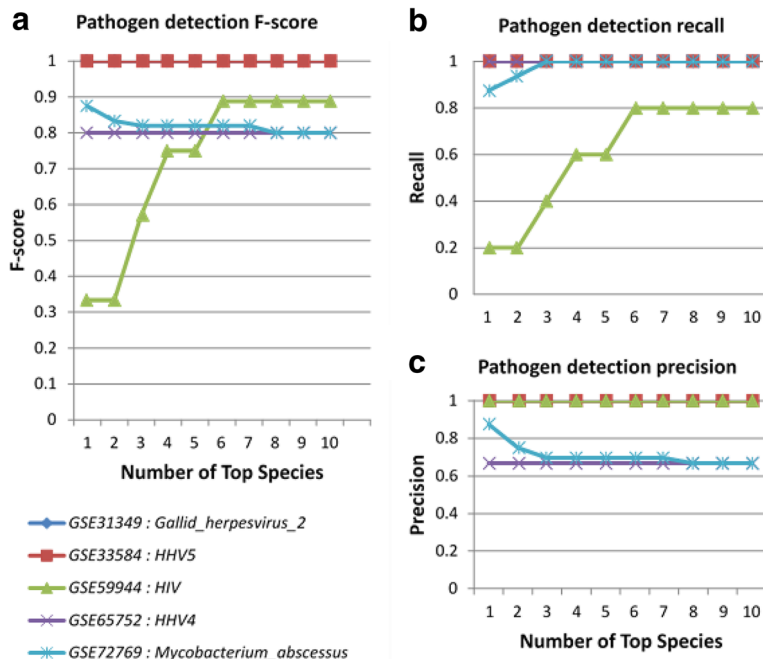 a
Pathogen detection F-score
1
0.9
0.8
0.7
0.6
0.5
0.4
0.3
0.2
0.1
0
F-score
1 2 3 4 5 6 7 8 9 10
Number of Top Species
GSE31349 : Gallid_herpesvirus_2
GSE33584 : HHV5
GSE59944 : HIV
GSE65752 : HHV4
GSE72769 : Mycobacterium_abscessus
b
Pathogen detection recall
1
0.8
0.6
0.4
0.2
0
Recall
1 2 3 4 5 6 7 8 9 10
c
Pathogen detection precision
1
0.8
0.6
0.4
0.2
0
Precision
1 2 3 4 5 6 7 8 9 10
Number of Top Species